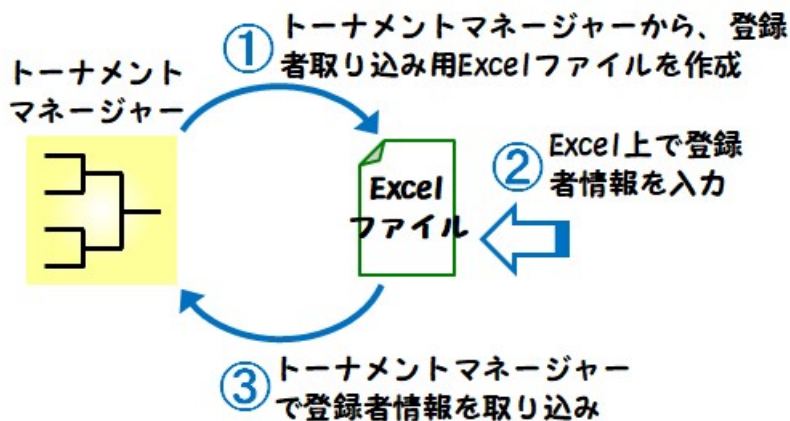 ① トーナメントマネージャーから、登録
者取り込み用Excelファイルを作成
トーナメント
マネージャー
② Excel上で登録
者情報を入力
Excel
ファイル
③ トーナメントマネージャー
で登録者情報を取り込み